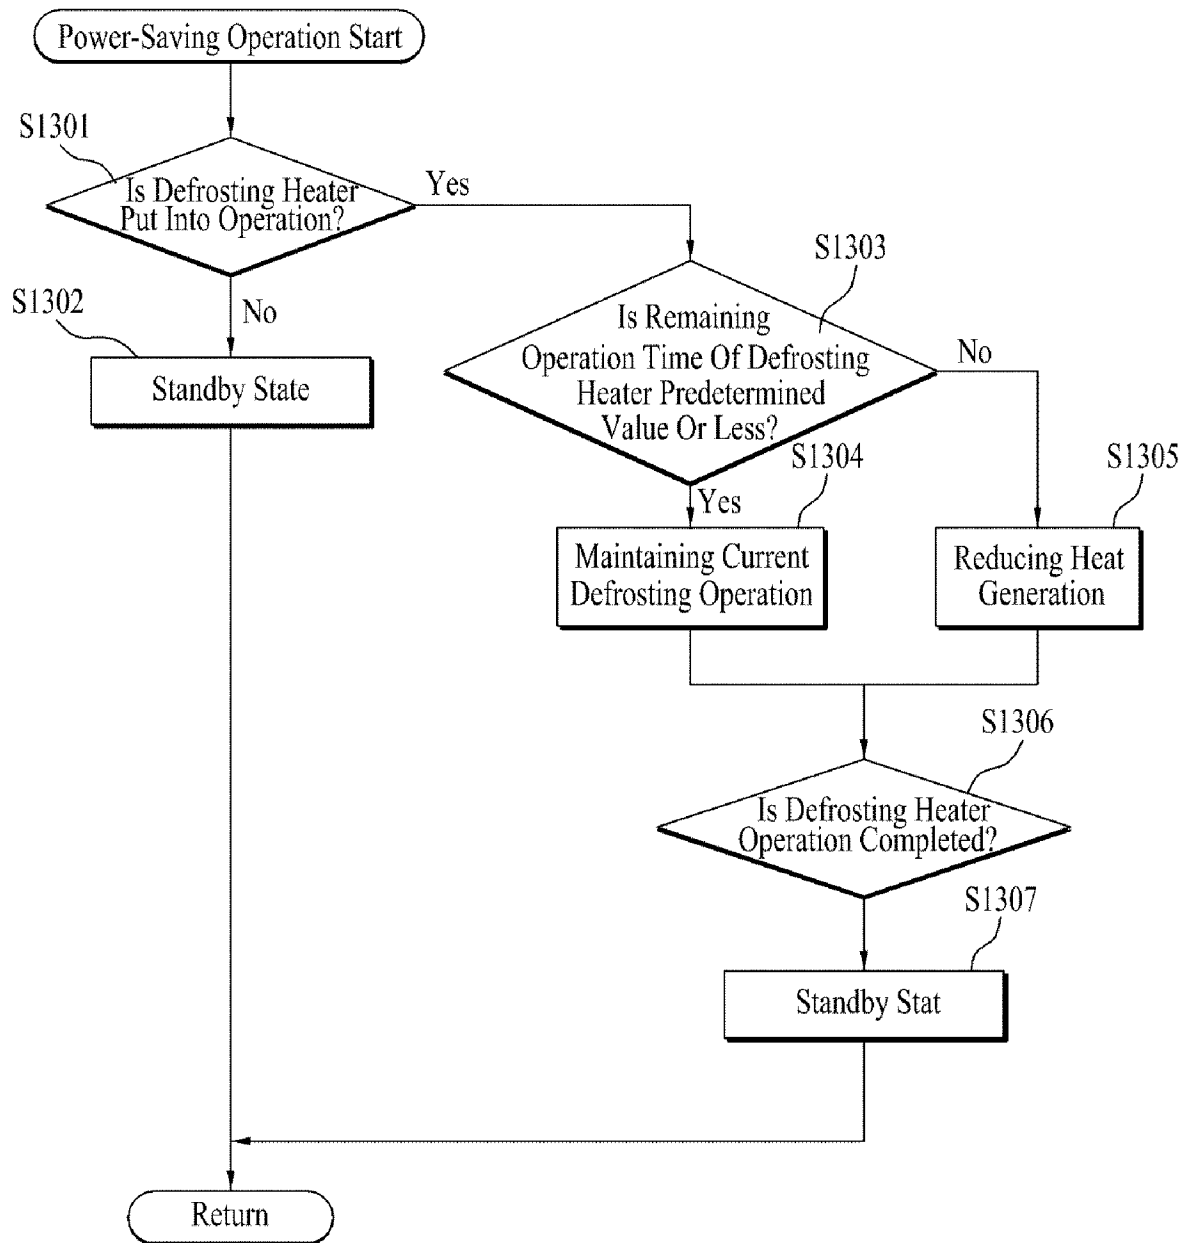 Power-Saving Operation Start
S1301
Is Defrosting Heater
Put Into Operation?
Yes
No
S1302
Standby State
S1303
Is Remaining
Operation Time Of Defrosting
Heater Predetermined
Value Or Less?
No
Yes
S1304
Maintaining Current
Defrosting Operation
S1305
Reducing Heat
Generation
S1306
Is Defrosting Heater
Operation Completed?
S1307
Standby Stat
Return